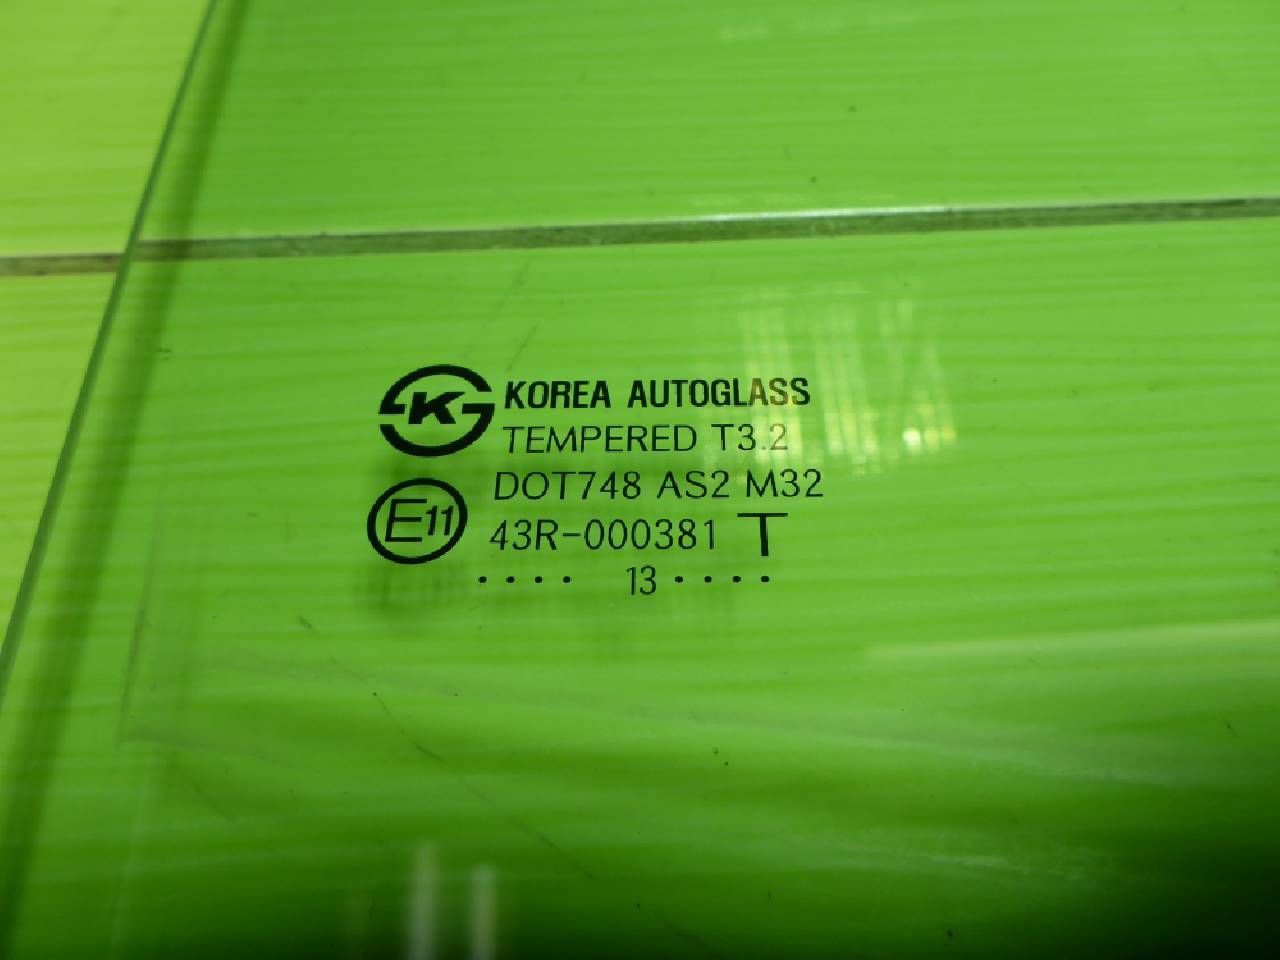 K KOREA AUTOGLASS
TEMPERED T3.2
DOT748 AS2 M32
E11 43R-000381 T
.... 13 ....